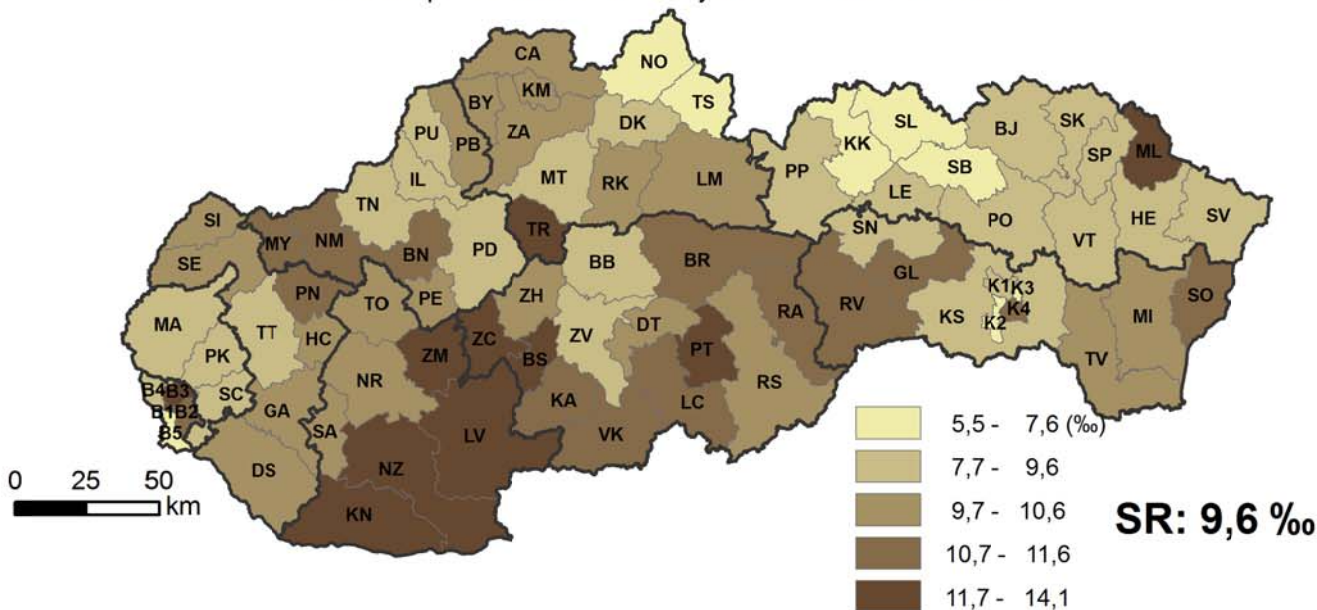 CA
NO
KM
TS
BY
PU
DK
ZA
PB
BJ
SK
SL
KK
ML
SP
SB
PP
MT
RK
LM
IL
LE
TN
HE
SV
PO
SI
SN
VT
TR
MY
NM
BN
PD
BB
BR
SE
GL
K1
K3
PN
TO
PE
ZH
RV
RA
SO
K4
MI
KS
K2
MA
DT
TT
HC
ZV
ZC
PT
TV
PK
ZM
BS
NR
RS
B4
B3
SC
KA
LC
B1
B2
GA
B5
SA
LV
VK
DS
NZ
KN
0 25 50
km
5,5 - 7,6 (‰)
7,7 - 9,6
9,7 - 10,6
10,7 - 11,6
11,7 - 14,1
SR: 9,6 ‰